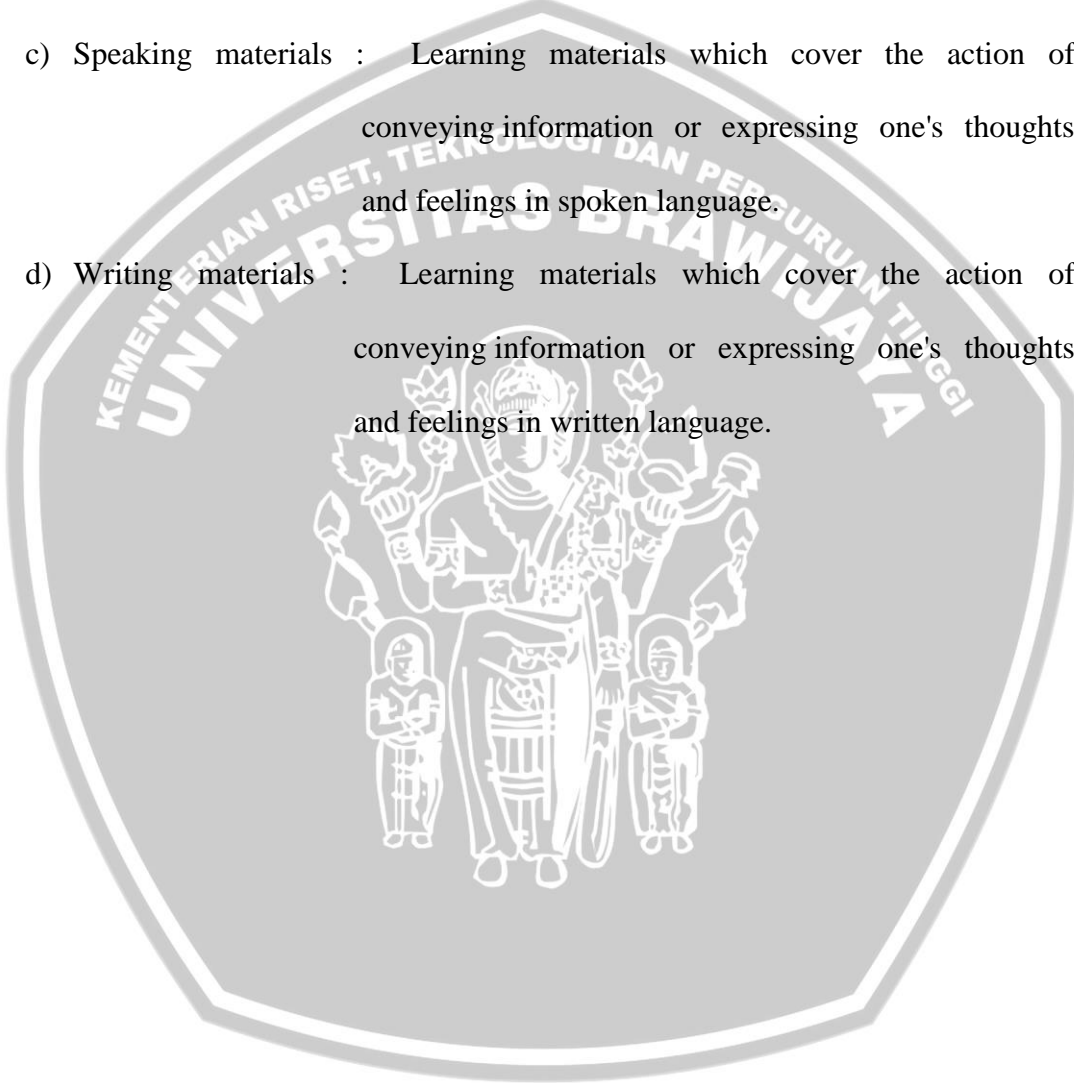 c) Speaking materials : Learning materials which cover the action of
conveying information or expressing one's thoughts
and feelings in spoken language.
d) Writing materials : Learning materials which cover the action of
conveying information or expressing one's thoughts
and feelings in written language.
KEMENTERIAN RISET, TEKNOLOGI DAN PERGURUAN TINGGI
UNIVERSITAS BRAWIJAYA